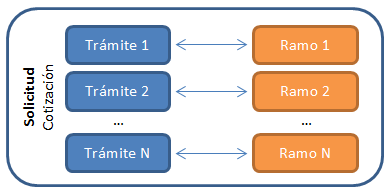 Solicitud
Cotización
Trámite 1
Ramo 1
Trámite 2
Ramo 2
... ...
Trámite N
Ramo N